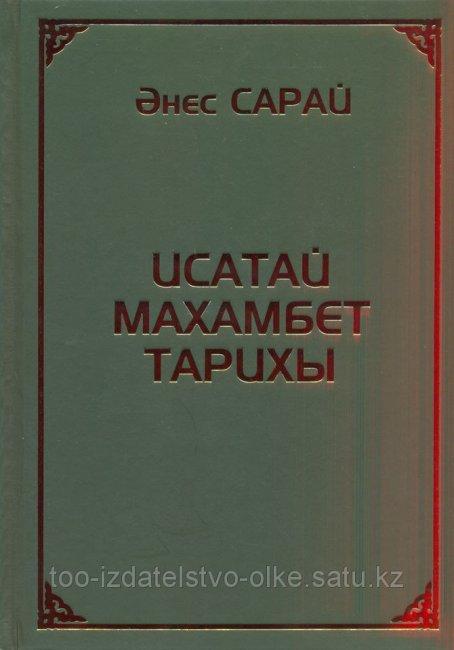 Әнес САРАЙ
ИСАТАЙ
МАХАМБЕТ
ТАРИХЫ
too-izdatelstvo-olke.satu.kz